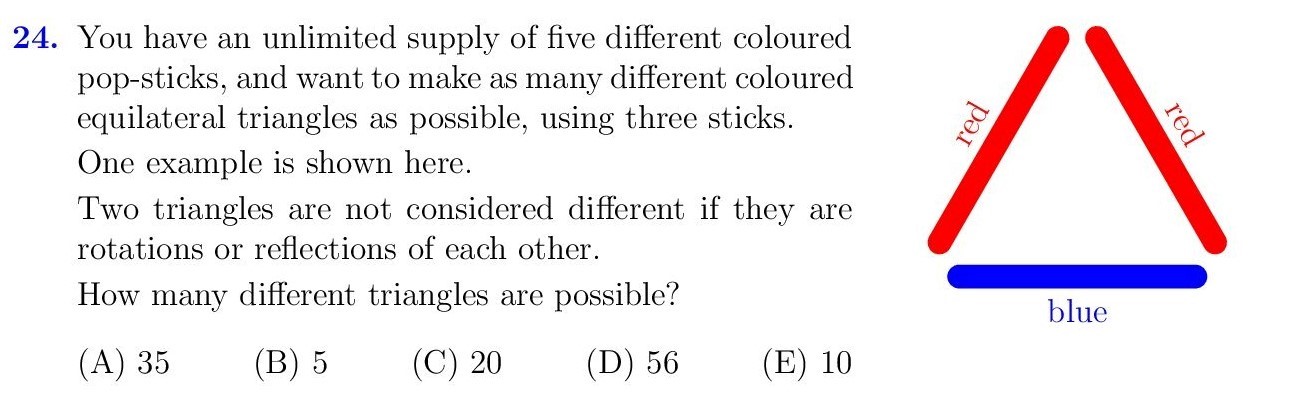 24. You have an unlimited supply of five different coloured
pop-sticks, and want to make as many different coloured
equilateral triangles as possible, using three sticks.
One example is shown here.
Two triangles are not considered different if they are
rotations or reflections of each other.
How many different triangles are possible?
(A) 35 (B) 5 (C) 20 (D) 56 (E) 10
red
red
blue